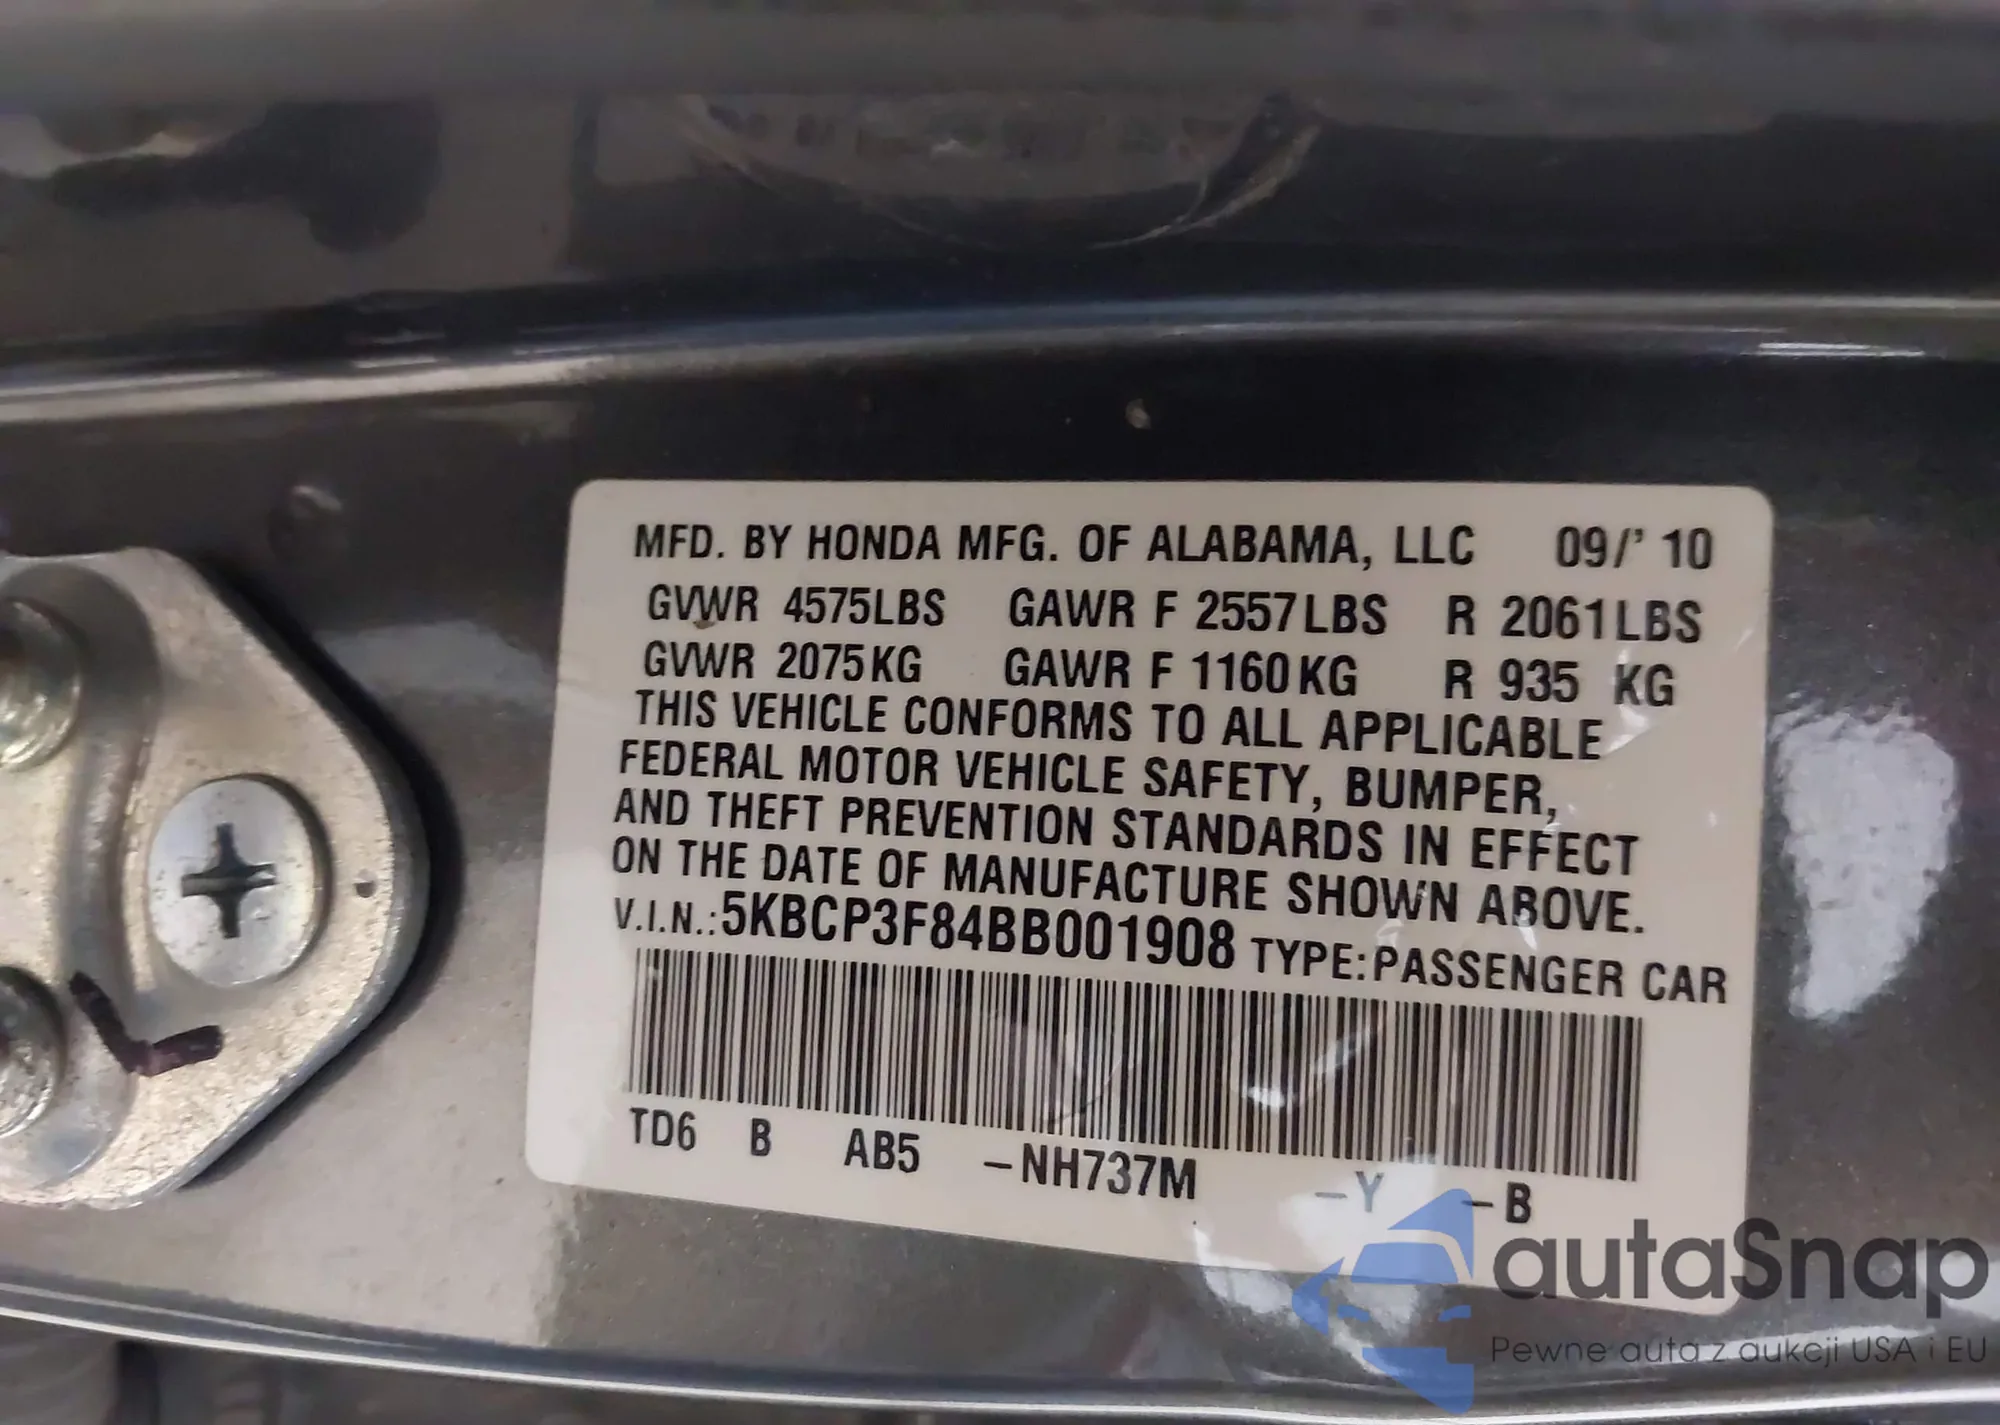 MFD. BY HONDA MFG. OF ALABAMA, LLC 09/' 10
GVWR 4575LBS GAWR F 2557LBS R 2061LBS
GVWR 2075KG GAWR F 1160KG R 935 KG
THIS VEHICLE CONFORMS TO ALL APPLICABLE
FEDERAL MOTOR VEHICLE SAFETY, BUMPER,
AND THEFT PREVENTION STANDARDS IN EFFECT
ON THE DATE OF MANUFACTURE SHOWN ABOVE.
V.I.N.:5KBCP3F84BB001908 TYPE:PASSENGER CAR
TD6 B AB5 -NH737M -Y -B
autaSnap
Pewne auta z aukcji USA i EU